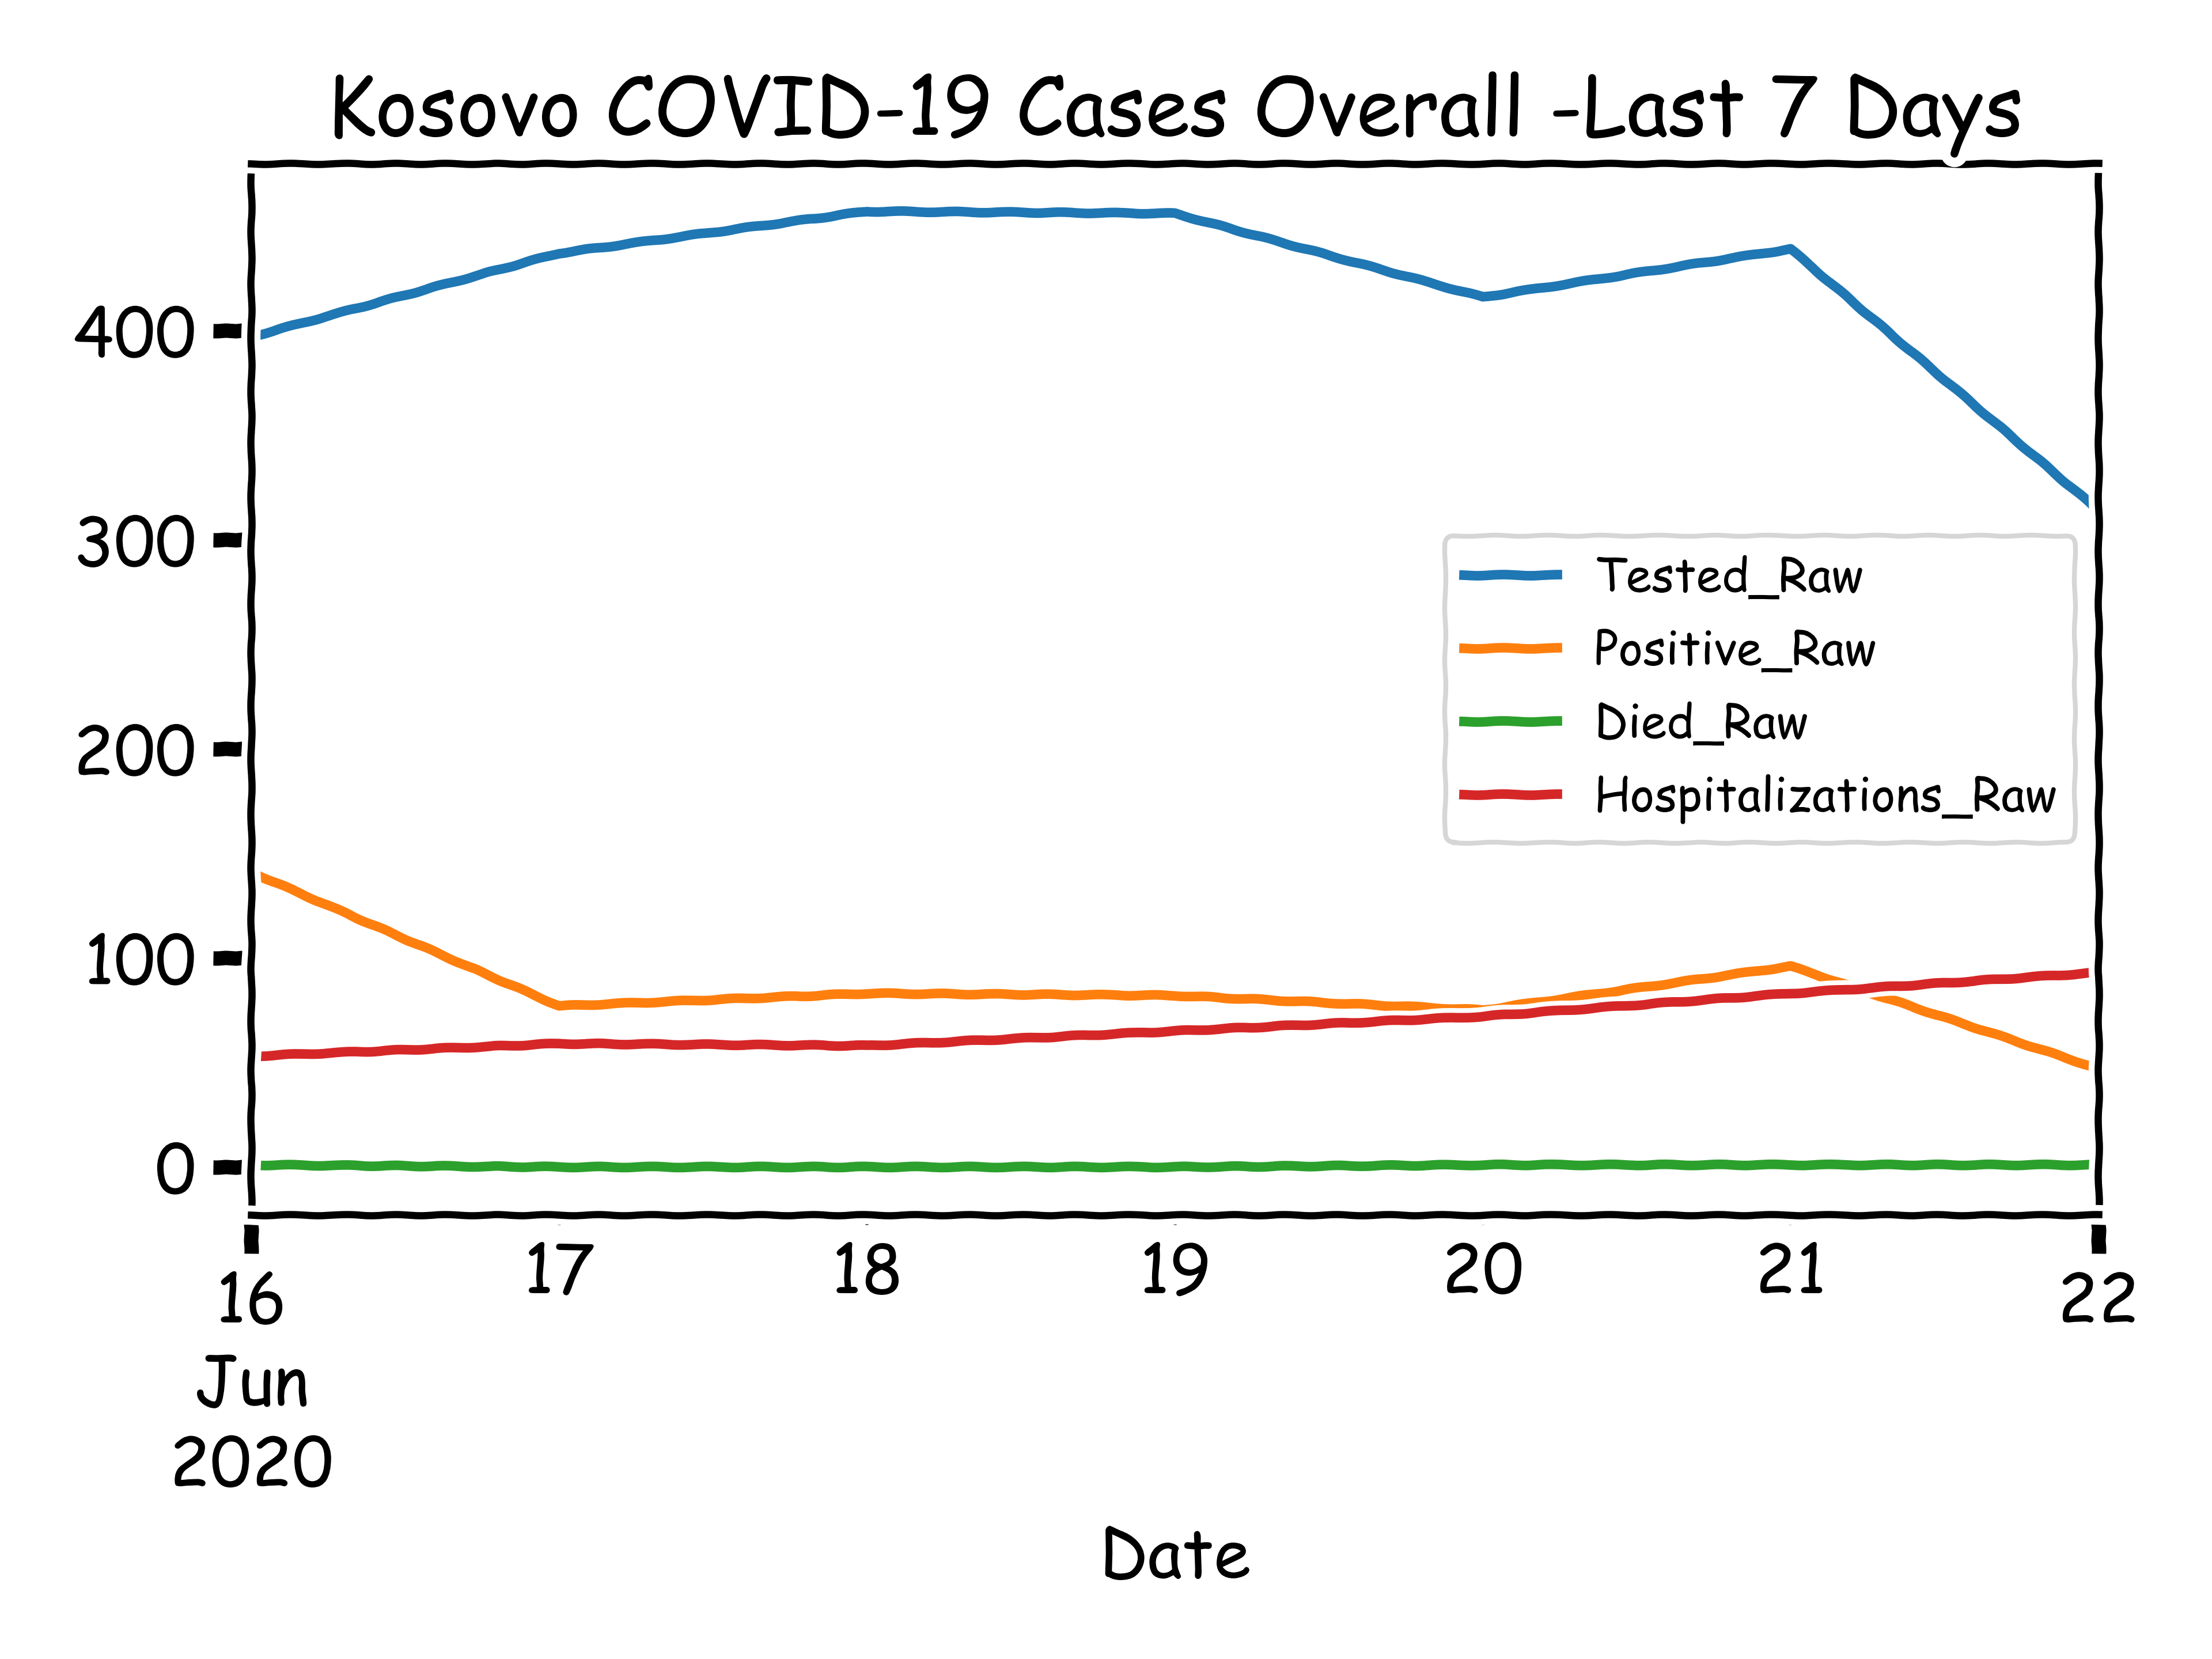 Kosovo COVID-19 Cases Overall -Last 7 Days
400
300
200
100
0
Tested_Raw
Positive_Raw
Died_Raw
Hospitalizations_Raw
16 17 18 19 20 21 22
Jun
2020
Date